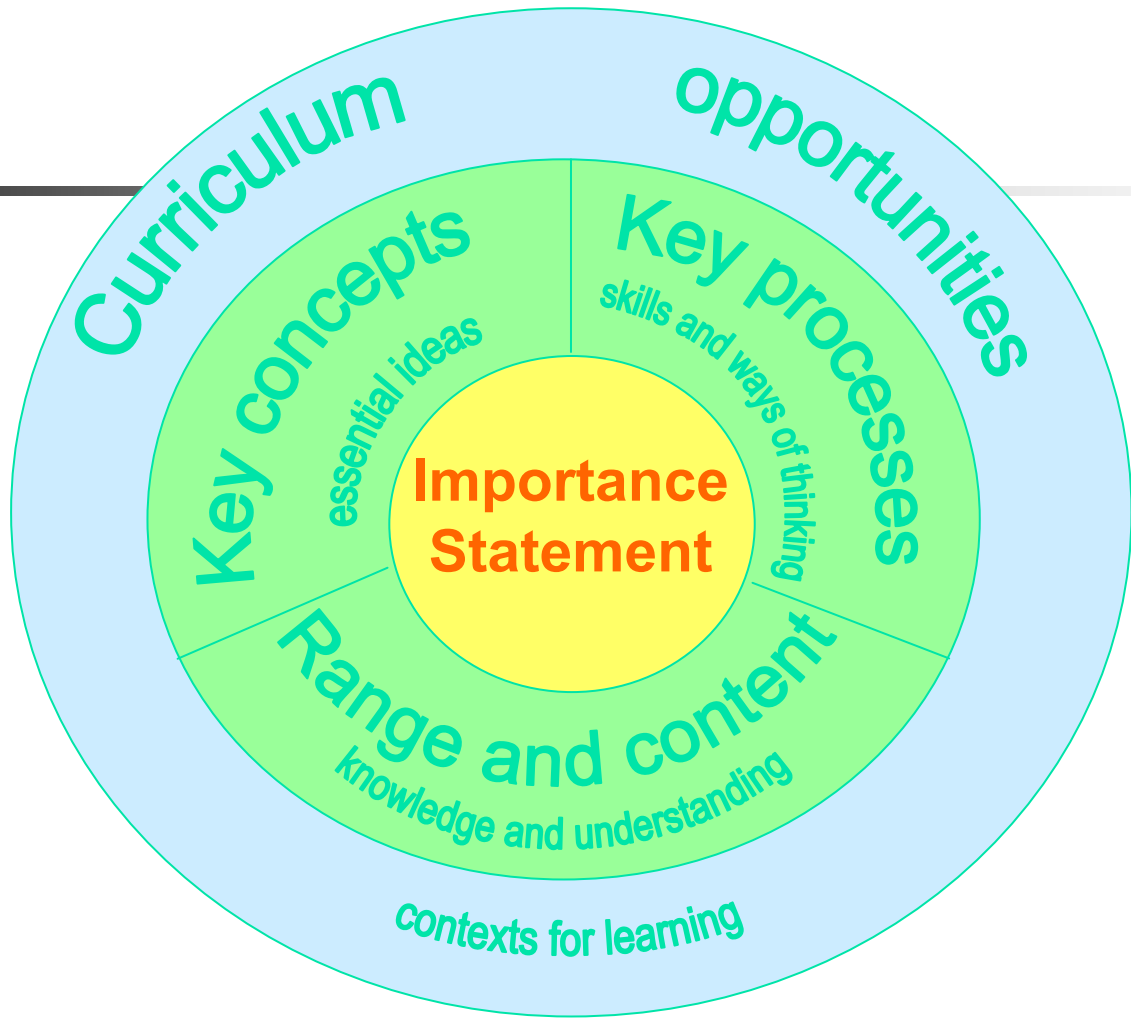 Curriculum opportunities
Key concepts
essential ideas
Key processes
skills and ways of thinking
Importance
Statement
Range and content
knowledge and understanding
contexts for learning